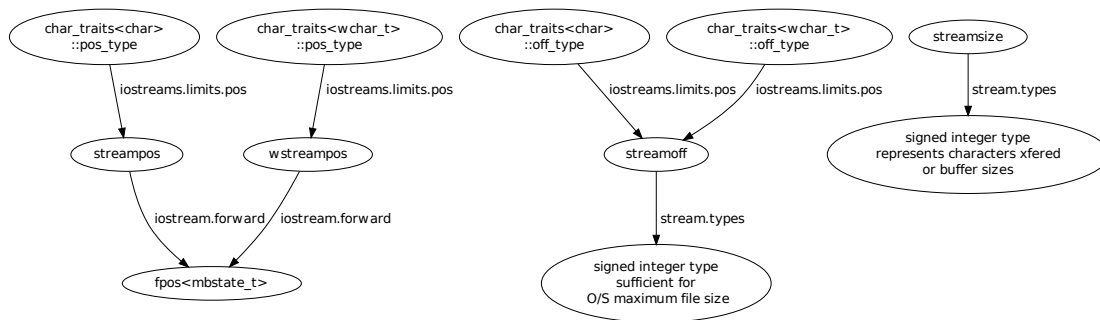 char_traits<char>
::pos_type
char_traits<wchar_t>
::pos_type
char_traits<char>
::off_type
char_traits<wchar_t>
::off_type
streamsize
iostreams.limits.pos
iostreams.limits.pos
iostreams.limits.pos
iostreams.limits.pos
stream.types
streampos
wstreampos
streamoff
signed integer type
represents characters xfered
or buffer sizes
iostream.forward
iostream.forward
stream.types
fpos<mbstate_t>
signed integer type
sufficient for
O/S maximum file size